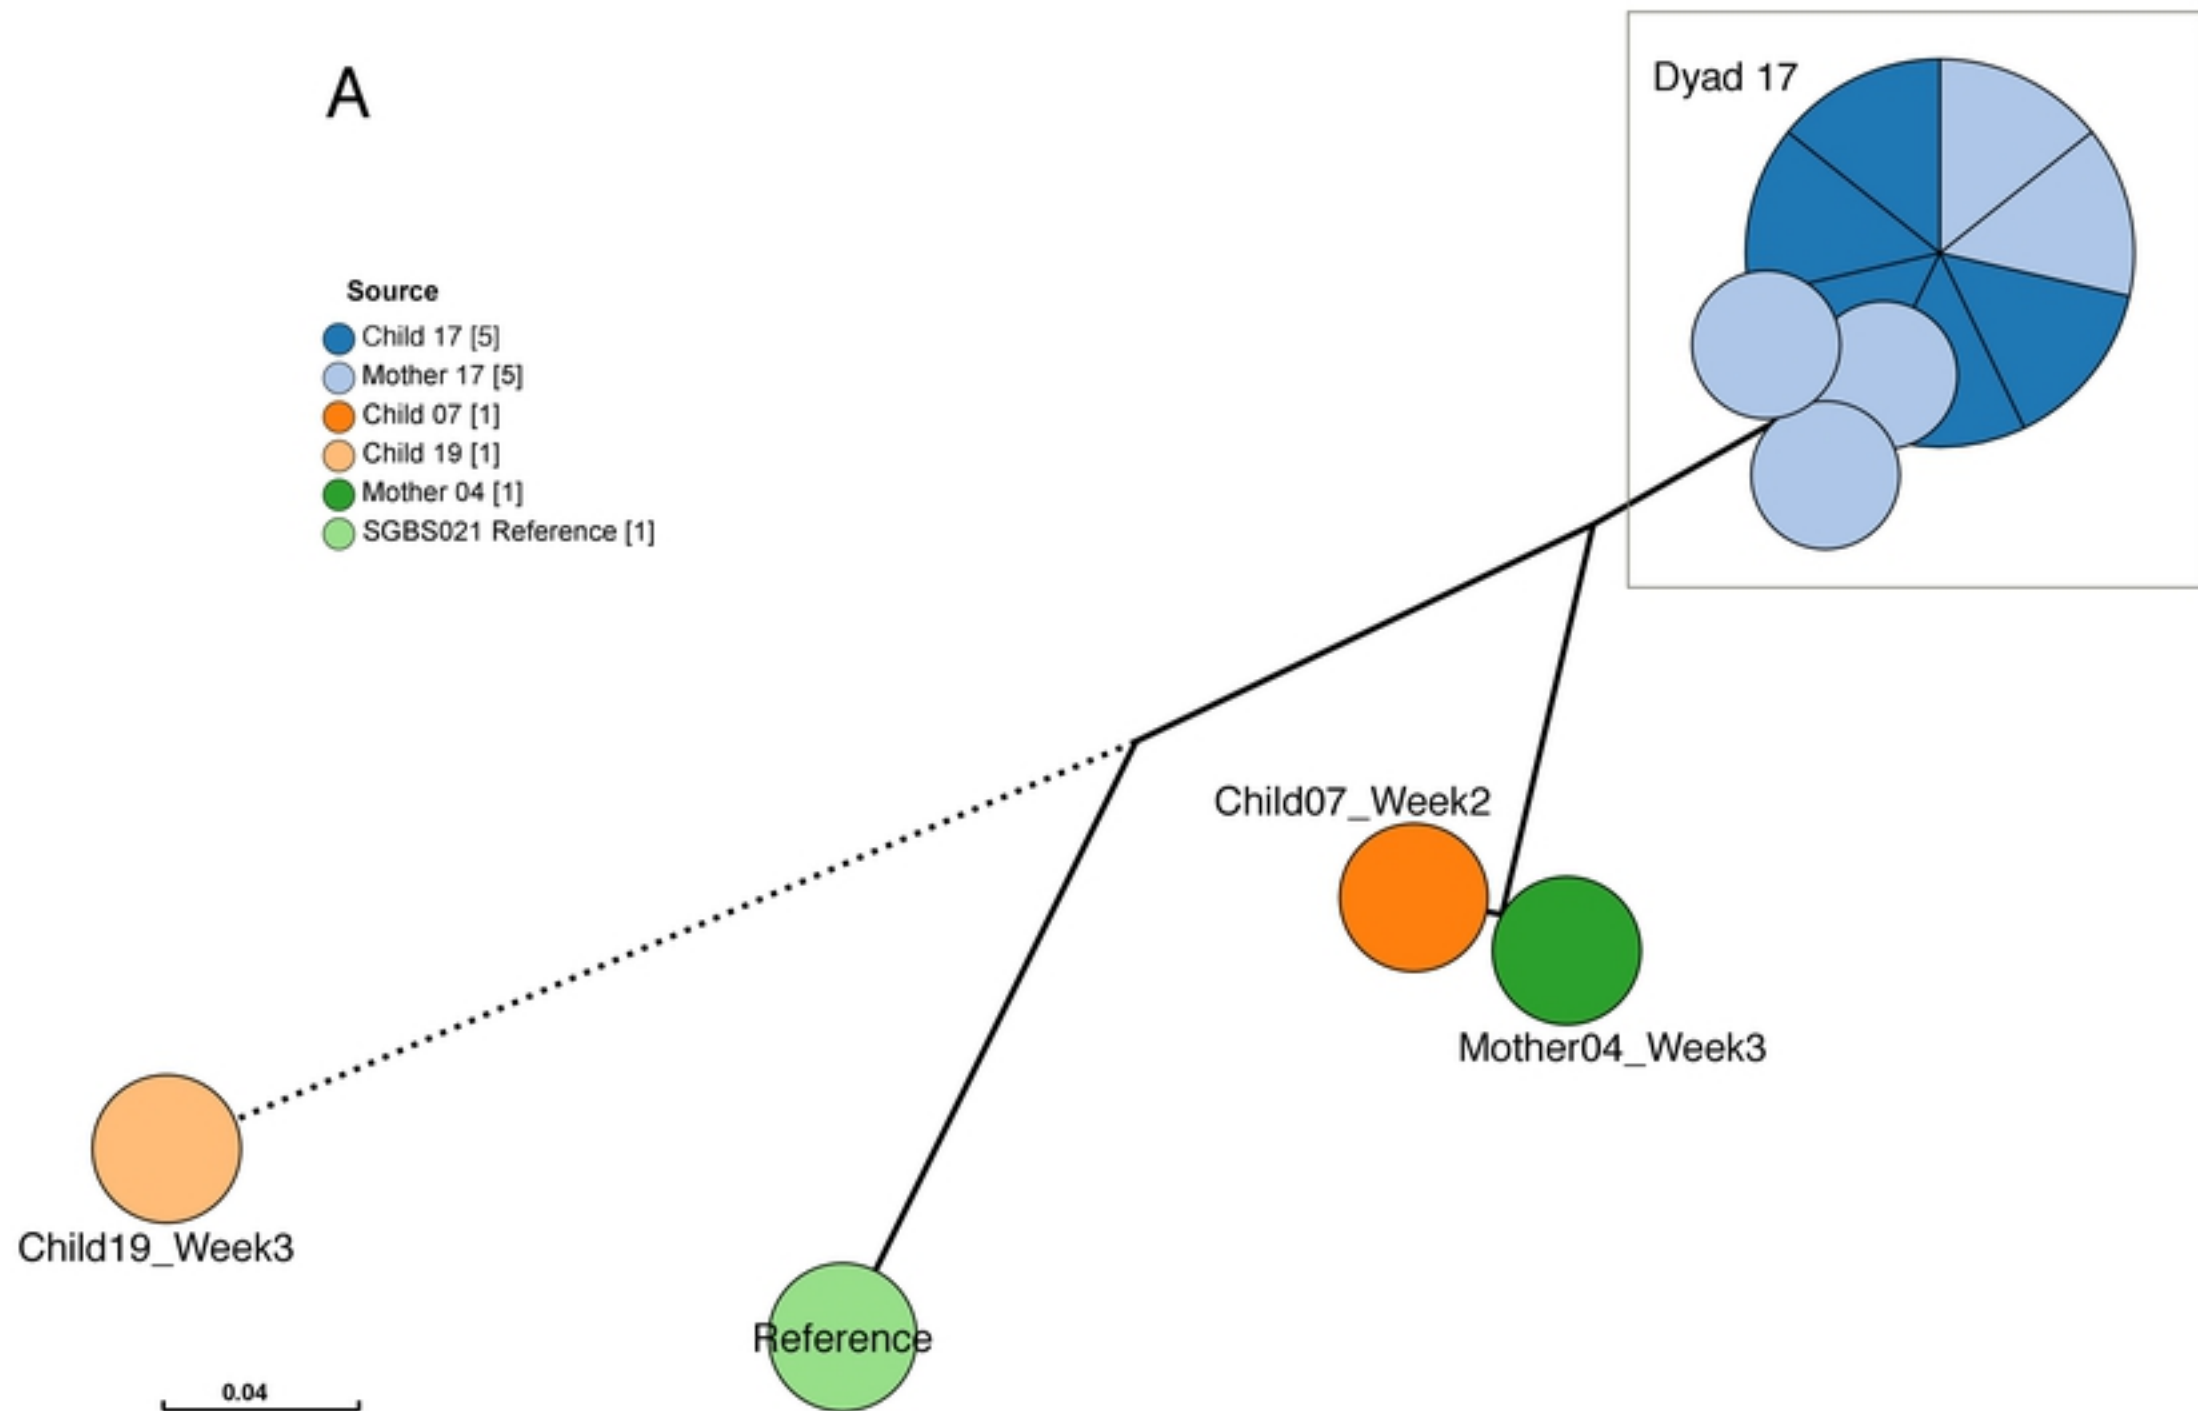 A
Dyad 17
Source
Child 17 [5]
Mother 17 [5]
Child 07 [1]
Child 19 [1]
Mother 04 [1]
SGBS021 Reference [1]
Child07_Week2
Mother04_Week3
Child19_Week3
Reference
0.04